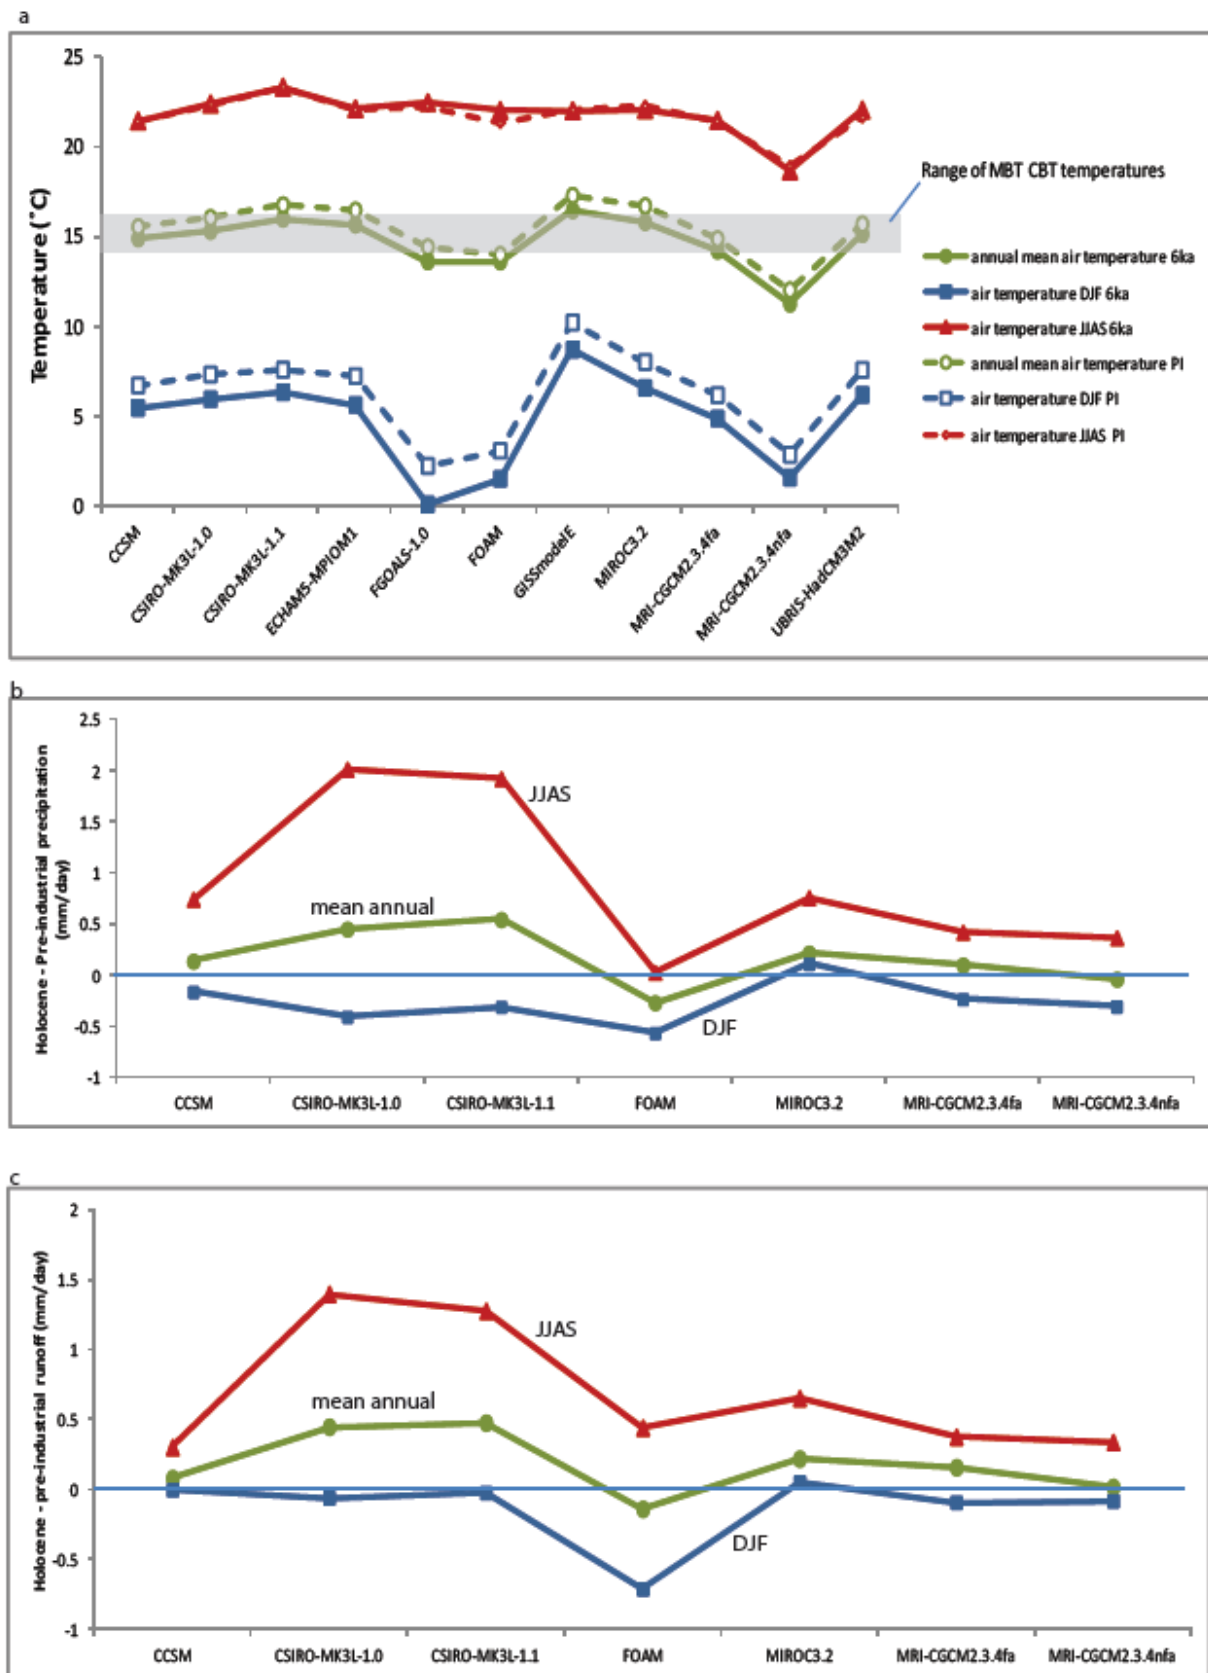 a
25
20
15
10
5
0
Temperature (˚C)
Range of MBT CBT temperatures
annual mean air temperature 6ka
air temperature DJF 6ka
air temperature JJAS 6ka
annual mean air temperature PI
air temperature DJF PI
air temperature JJAS PI
CCSM
CSIRO-MK3L-1.0
CSIRO-MK3L-1.1
ECHAM5-MPIOM1
FGOALS-1.0
FOAM
GISSmodelE
MIROC3.2
MRI-CGCM2.3.4fa
MRI-CGCM2.3.4nfa
UBRIS-HadCM3M2
b
2.5
2
1.5
1
0.5
0
-0.5
-1
Holocene - Pre-industrial precipitation
(mm/day)
JJAS
mean annual
DJF
CCSM
CSIRO-MK3L-1.0
CSIRO-MK3L-1.1
FOAM
MIROC3.2
MRI-CGCM2.3.4fa
MRI-CGCM2.3.4nfa
c
2
1.5
1
0.5
0
-0.5
-1
Holocene - pre-industrial runoff (mm/day)
JJAS
mean annual
DJF
CCSM
CSIRO-MK3L-1.0
CSIRO-MK3L-1.1
FOAM
MIROC3.2
MRI-CGCM2.3.4fa
MRI-CGCM2.3.4nfa